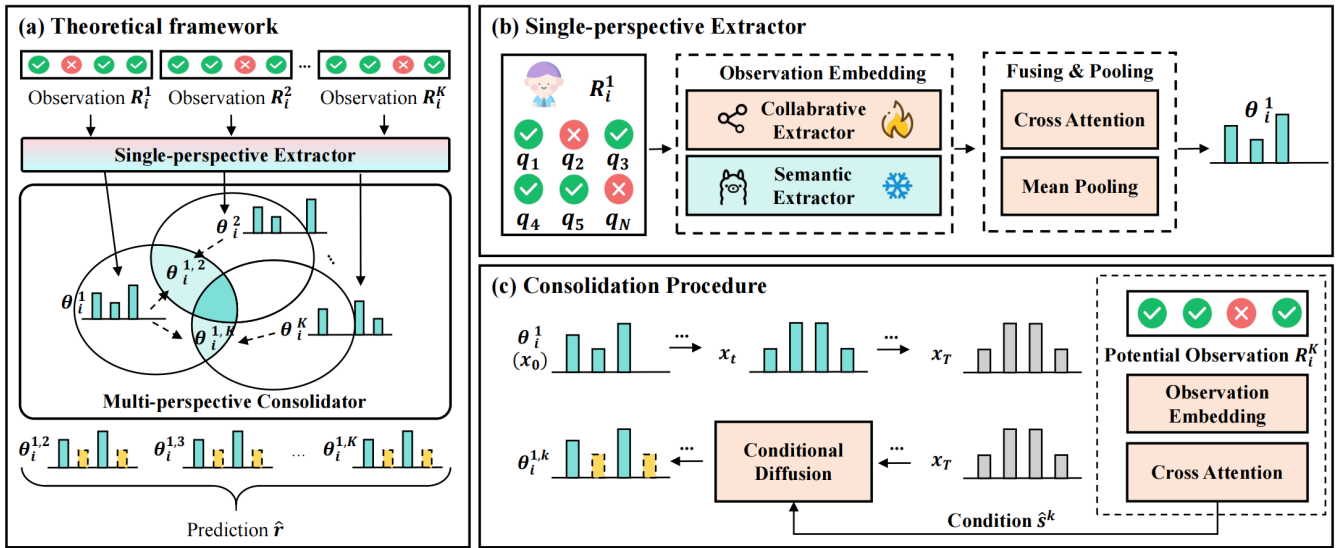 (a) Theoretical framework
...
Observation R_i^1 Observation R_i^2 Observation R_i^K
Single-perspective Extractor
θ_i^2
θ_i^{1,2}
...
θ_i^1
θ_i^{1,K}
θ_i^K
Multi-perspective Consolidator
θ_i^{1,2} θ_i^{1,3} ... θ_i^{1,K}
Prediction r̂
(b) Single-perspective Extractor
R_i^1
q_1 q_2 q_3
q_4 q_5 q_N
Observation Embedding
Collabrative
Extractor
Semantic
Extractor
Fusing & Pooling
Cross Attention
Mean Pooling
θ_i^1
(c) Consolidation Procedure
θ_i^1
(x_0)
...
x_t
...
x_T
Potential Observation R_i^K
Observation
Embedding
Cross Attention
θ_i^{1,k}
...
Conditional
Diffusion
...
x_T
Condition ŝ^k